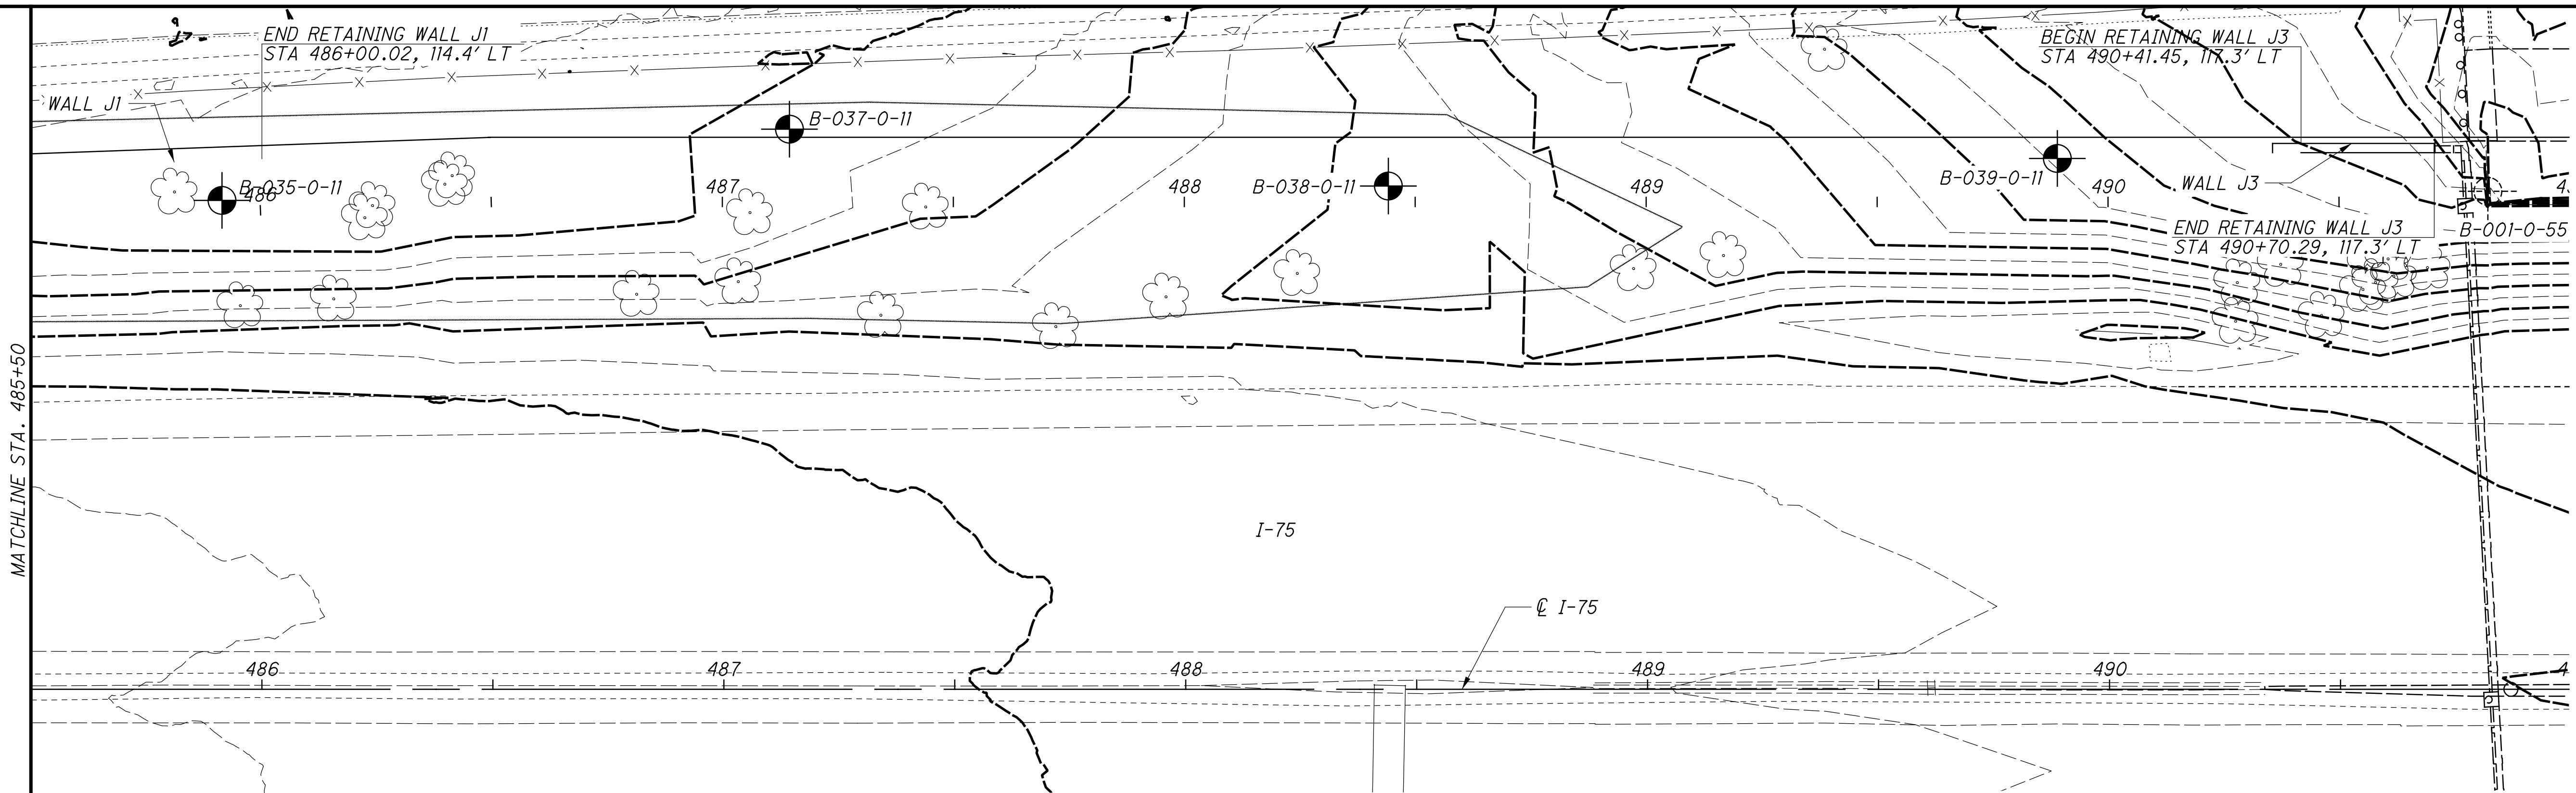 END RETAINING WALL J1
STA 486+00.02, 114.4' LT
BEGIN RETAINING WALL J3
STA 490+41.45, 117.3' LT
WALL J1
B-037-0-11
B-035-0-11
486
487
488
B-038-0-11
489
B-039-0-11
490
WALL J3
END RETAINING WALL J3
STA 490+70.29, 117.3' LT
B-001-0-55
MATCHLINE STA. 485+50
I-75
℄ I-75
486
487
488
489
490